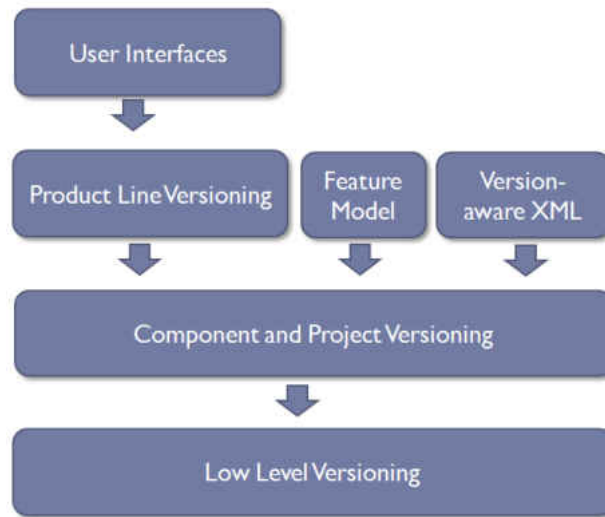 User Interfaces
Product Line Versioning
Feature
Model
Version-
aware XML
Component and Project Versioning
Low Level Versioning